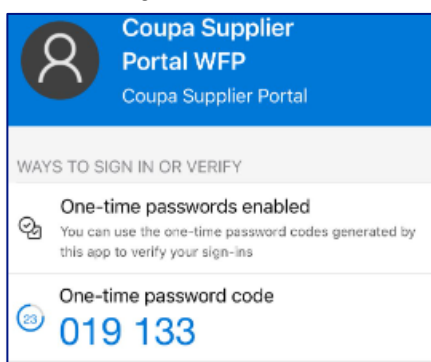 Coupa Supplier
Portal WFP
Coupa Supplier Portal
WAYS TO SIGN IN OR VERIFY
One-time passwords enabled
You can use the one-time password codes generated by
this app to verify your sign-ins
One-time password code
23
019 133